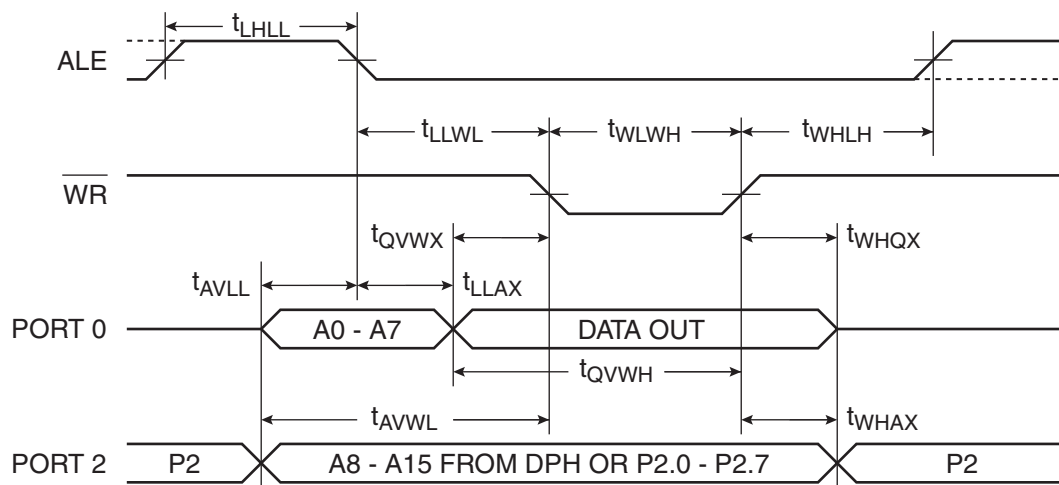 tLHLL
ALE
tLLWL tWLWH tWHLH
WR
tQVWX tWHQX
tAVLL tLLAX
PORT 0 A0 - A7 DATA OUT
tQVWH
tAVWL tWHAX
PORT 2 P2 A8 - A15 FROM DPH OR P2.0 - P2.7 P2